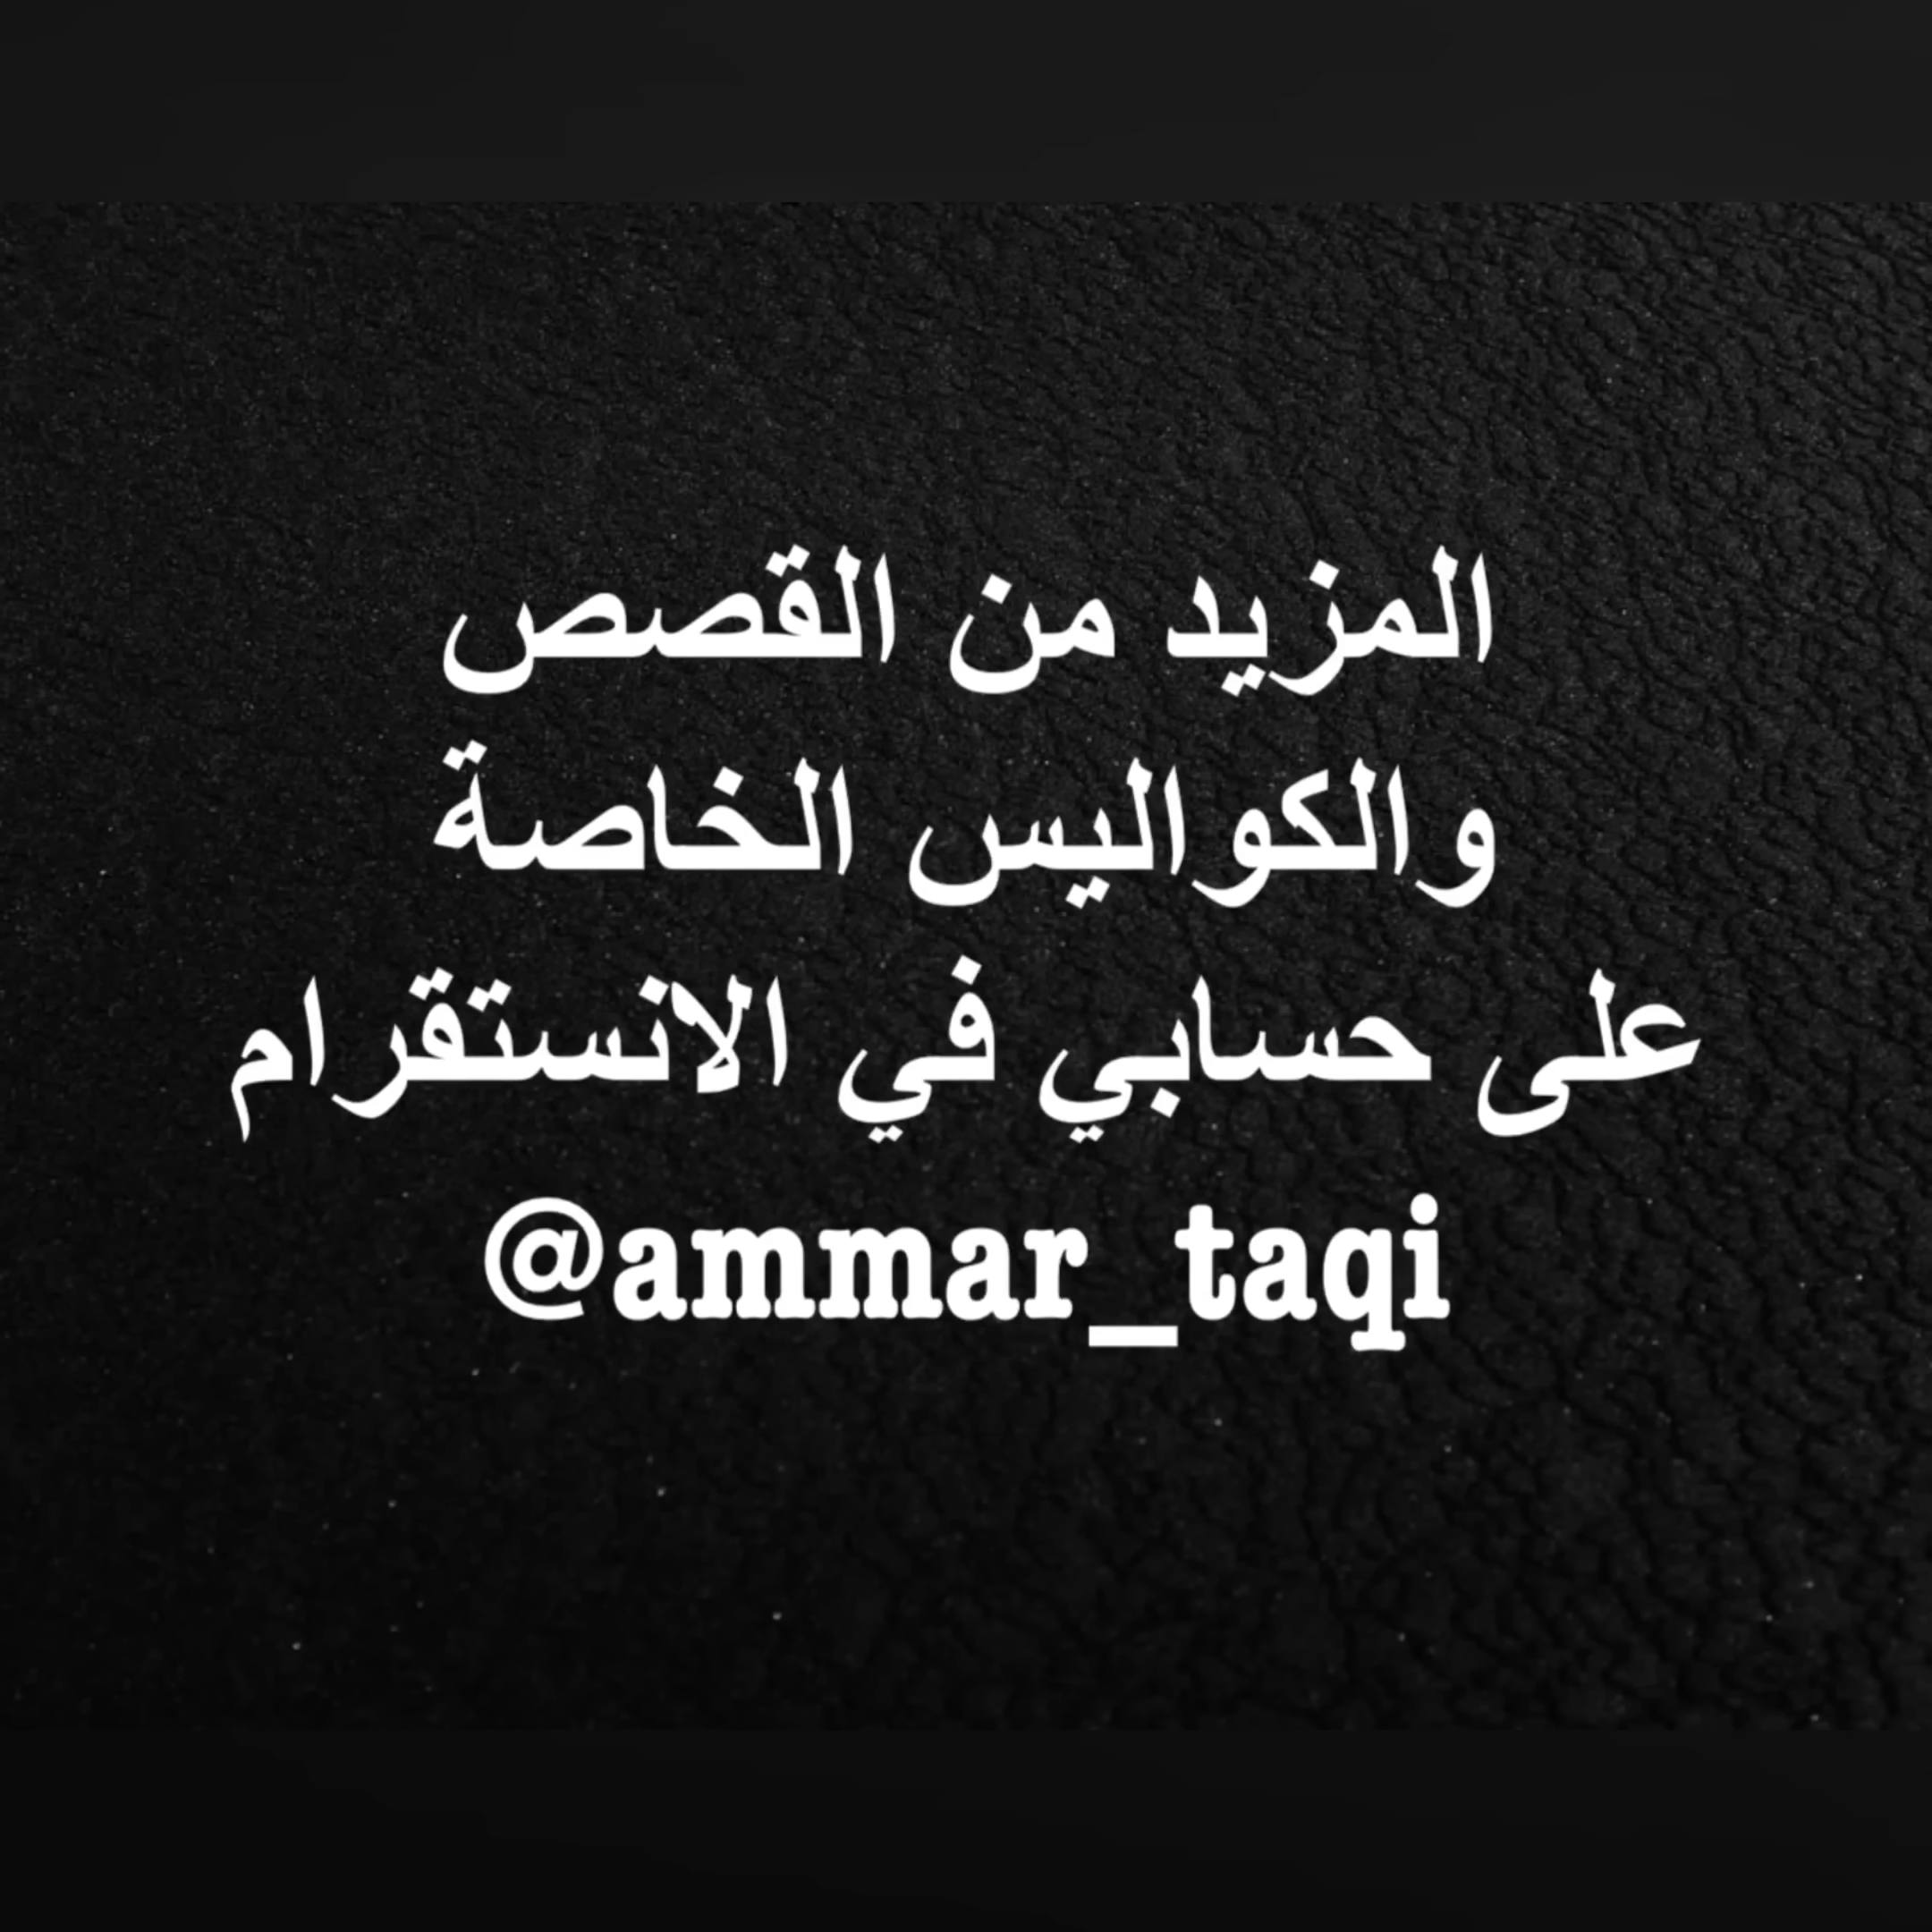 المزيد من القصص
والكواليس الخاصة
على حسابي في الانستقرام
@ammar_taqi